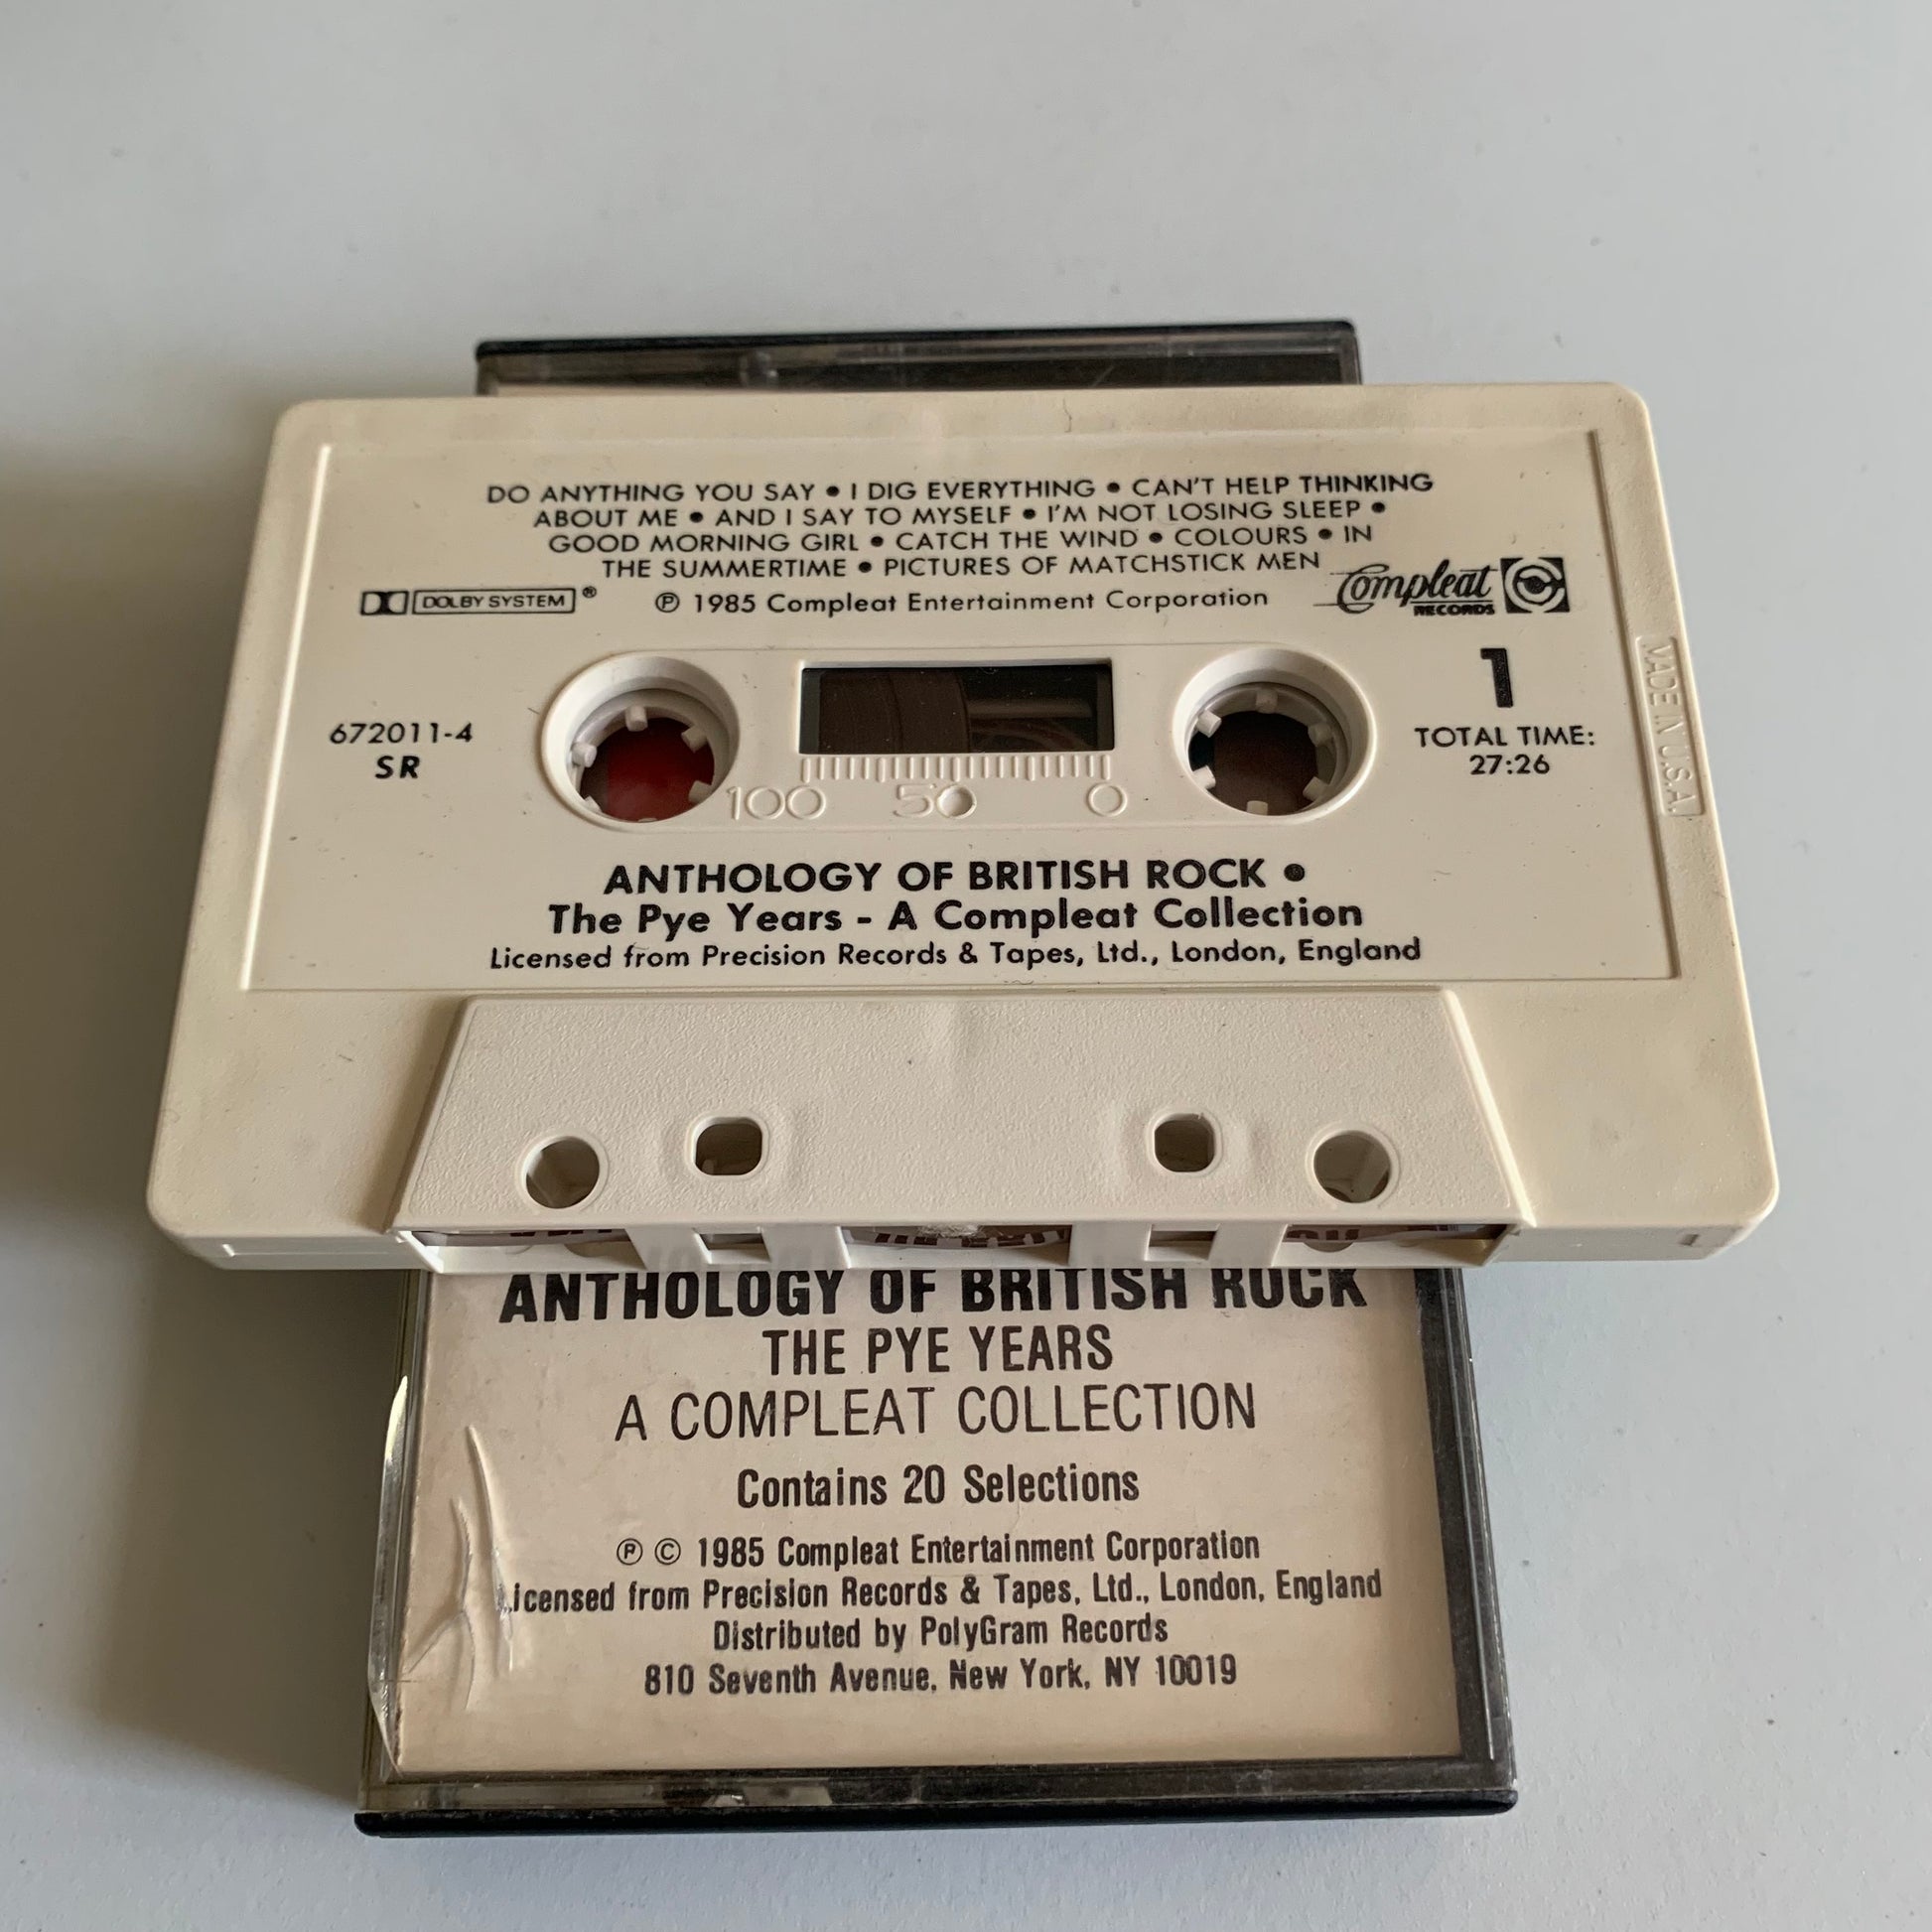 DO ANYTHING YOU SAY • I DIG EVERYTHING • CAN'T HELP THINKING
ABOUT ME • AND I SAY TO MYSELF • I'M NOT LOSING SLEEP •
GOOD MORNING GIRL • CATCH THE WIND • COLOURS • IN
THE SUMMERTIME • PICTURES OF MATCHSTICK MEN
DOLBY SYSTEM®
℗ 1985 Compleat Entertainment Corporation
Compleat
RECORDS
672011-4
SR
1
TOTAL TIME:
27:26
MADE IN U.S.A.
100 50 0
ANTHOLOGY OF BRITISH ROCK •
The Pye Years - A Compleat Collection
Licensed from Precision Records & Tapes, Ltd., London, England
ANTHOLOGY OF BRITISH ROCK
THE PYE YEARS
A COMPLEAT COLLECTION
Contains 20 Selections
℗ © 1985 Compleat Entertainment Corporation
Licensed from Precision Records & Tapes, Ltd., London, England
Distributed by PolyGram Records
810 Seventh Avenue, New York, NY 10019